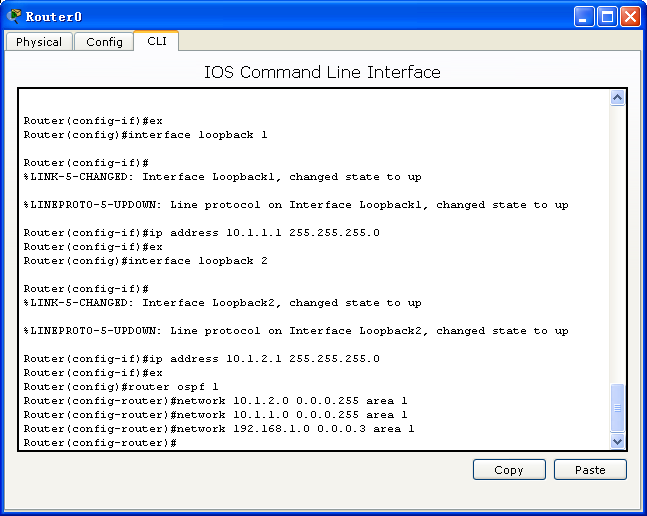 Router0
Physical Config CLI
IOS Command Line Interface
Router(config-if)#ex
Router(config)#interface loopback 1
Router(config-if)#
%LINK-5-CHANGED: Interface Loopback1, changed state to up
%LINEPROTO-5-UPDOWN: Line protocol on Interface Loopback1, changed state to up
Router(config-if)#ip address 10.1.1.1 255.255.255.0
Router(config-if)#ex
Router(config)#interface loopback 2
Router(config-if)#
%LINK-5-CHANGED: Interface Loopback2, changed state to up
%LINEPROTO-5-UPDOWN: Line protocol on Interface Loopback2, changed state to up
Router(config-if)#ip address 10.1.2.1 255.255.255.0
Router(config-if)#ex
Router(config)#router ospf 1
Router(config-router)#network 10.1.2.0 0.0.0.255 area 1
Router(config-router)#network 10.1.1.0 0.0.0.255 area 1
Router(config-router)#network 192.168.1.0 0.0.0.3 area 1
Router(config-router)#
Copy Paste